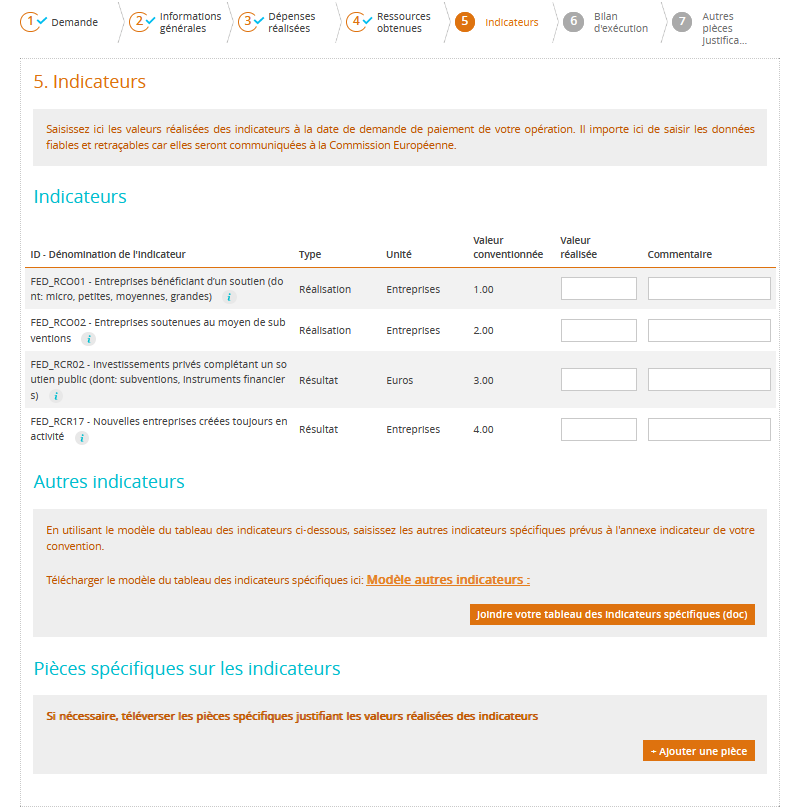 1 Demande
2 Informations générales
3 Dépenses réalisées
4 Ressources obtenues
5 Indicateurs
6 Bilan d'exécution
7 Autres pièces justifica...
5. Indicateurs
Saisissez ici les valeurs réalisées des indicateurs à la date de demande de paiement de votre opération. Il importe ici de saisir les données
fiables et retraçables car elles seront communiquées à la Commission Européenne.
Indicateurs
ID - Dénomination de l'indicateur Type Unité Valeur conventionnée Valeur réalisée Commentaire
FED_RCO01 - Entreprises bénéficiant d'un soutien (do
nt: micro, petites, moyennes, grandes) i Réalisation Entreprises 1.00
FED_RCO02 - Entreprises soutenues au moyen de sub
ventions i Réalisation Entreprises 2.00
FED_RCR02 - Investissements privés complétant un so
utien public (dont: subventions, instruments financier
s) i Résultat Euros 3.00
FED_RCR17 - Nouvelles entreprises créées toujours en
activité i Résultat Entreprises 4.00
Autres indicateurs
En utilisant le modèle du tableau des indicateurs ci-dessous, saisissez les autres indicateurs spécifiques prévus à l'annexe indicateur de votre
convention.
Télécharger le modèle du tableau des indicateurs spécifiques ici: Modèle autres indicateurs :
Joindre votre tableau des indicateurs spécifiques (doc)
Pièces spécifiques sur les indicateurs
Si nécessaire, téléverser les pièces spécifiques justifiant les valeurs réalisées des indicateurs
+ Ajouter une pièce